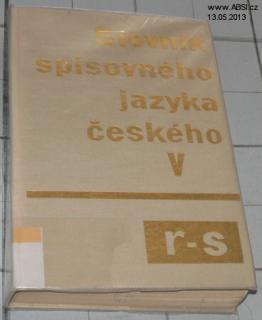 www.ABSI.cz
13.05.2013
Slovník
spisovného
jazyka
českého
V
r-s